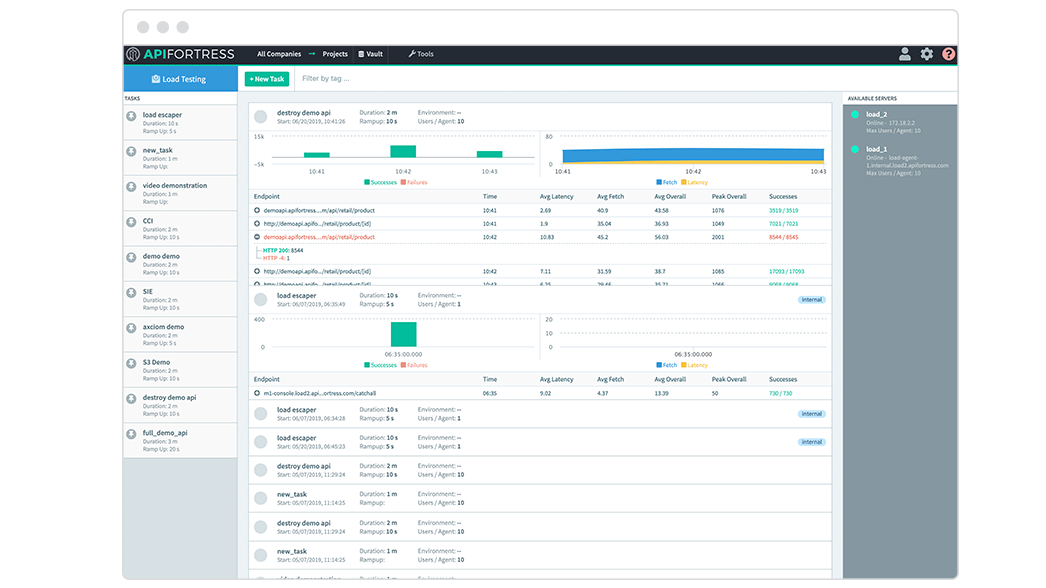 APIFORTRESS
All Companies → Projects Vault Tools
?
Load Testing
+ New Task
Filter by tag ...
TASKS
load escaper
Duration: 10 s
Ramp Up: 5 s
new_task
Duration: 1 m
Ramp Up:
video demonstration
Duration: 1 m
Ramp Up:
CCI
Duration: 2 m
Ramp Up: 10 s
demo demo
Duration: 2 m
Ramp Up: 10 s
SIE
Duration: 2 m
Ramp Up: 10 s
axciom demo
Duration: 2 m
Ramp Up: 5 s
S3 Demo
Duration: 2 m
Ramp Up: 10 s
destroy demo api
Duration: 2 m
Ramp Up: 10 s
full_demo_api
Duration: 3 m
Ramp Up: 20 s
destroy demo api Duration: 2 m Environment: --
Start: 06/20/2019, 10:41:26 Rampup: 10 s Users / Agent: 10
15k
-5k
10:41 10:42 10:42
Successes Failures
80
0
10:41 10:42 10:43
Fetch Latency
Endpoint Time Avg Latency Avg Fetch Avg Overall Peak Overall Successes
demoapi.apifortress....m/api/retail/product 10:41 2.69 40.9 43.58 1076 3519 / 3519
http://demoapi.apifo.../retail/product/[id] 10:41 1.9 35.04 36.93 1049 7021 / 7021
demoapi.apifortress....m/api/retail/product 10:42 10.83 45.2 56.03 2001 8544 / 8545
HTTP 200: 8544
HTTP -4: 1
http://demoapi.apifo.../retail/product/[id] 10:42 7.11 31.59 38.7 1085 17093 / 17093
http://demoapi.apifo.../retail/product/[id] 10:43 6.25 29.46 35.71 1066 9068 / 9068
load escaper Duration: 10 s Environment: -- internal
Start: 06/07/2019, 06:35:49 Rampup: 5 s Users / Agent: 1
400
0
06:35:00.000
Successes Failures
20
10
0
06:35:00.000
Fetch Latency
Endpoint Time Avg Latency Avg Fetch Avg Overall Peak Overall Successes
m1-console.load2.api...ortress.com/catchall 06:35 9.02 4.37 13.39 50 730 / 730
load escaper Duration: 10 s Environment: -- internal
Start: 06/07/2019, 06:34:28 Rampup: 5 s Users / Agent: 1
load escaper Duration: 10 s Environment: -- internal
Start: 05/20/2019, 06:45:23 Rampup: 5 s Users / Agent: 1
destroy demo api Duration: 2 m Environment: --
Start: 05/07/2019, 11:29:24 Rampup: 10 s Users / Agent: 10
new_task Duration: 1 m Environment: --
Start: 05/07/2019, 11:14:25 Rampup: Users / Agent: 10
destroy demo api Duration: 2 m Environment: --
Start: 05/07/2019, 11:29:24 Rampup: 10 s Users / Agent: 10
new_task Duration: 1 m Environment: --
Start: 05/07/2019, 11:14:25 Rampup: Users / Agent: 10
AVAILABLE SERVERS
load_2
Online - 172.18.2.2
Max Users / Agent: 10
load_1
Online - load-agent-
1.internal.load2.apifortress.com
Max Users / Agent: 10